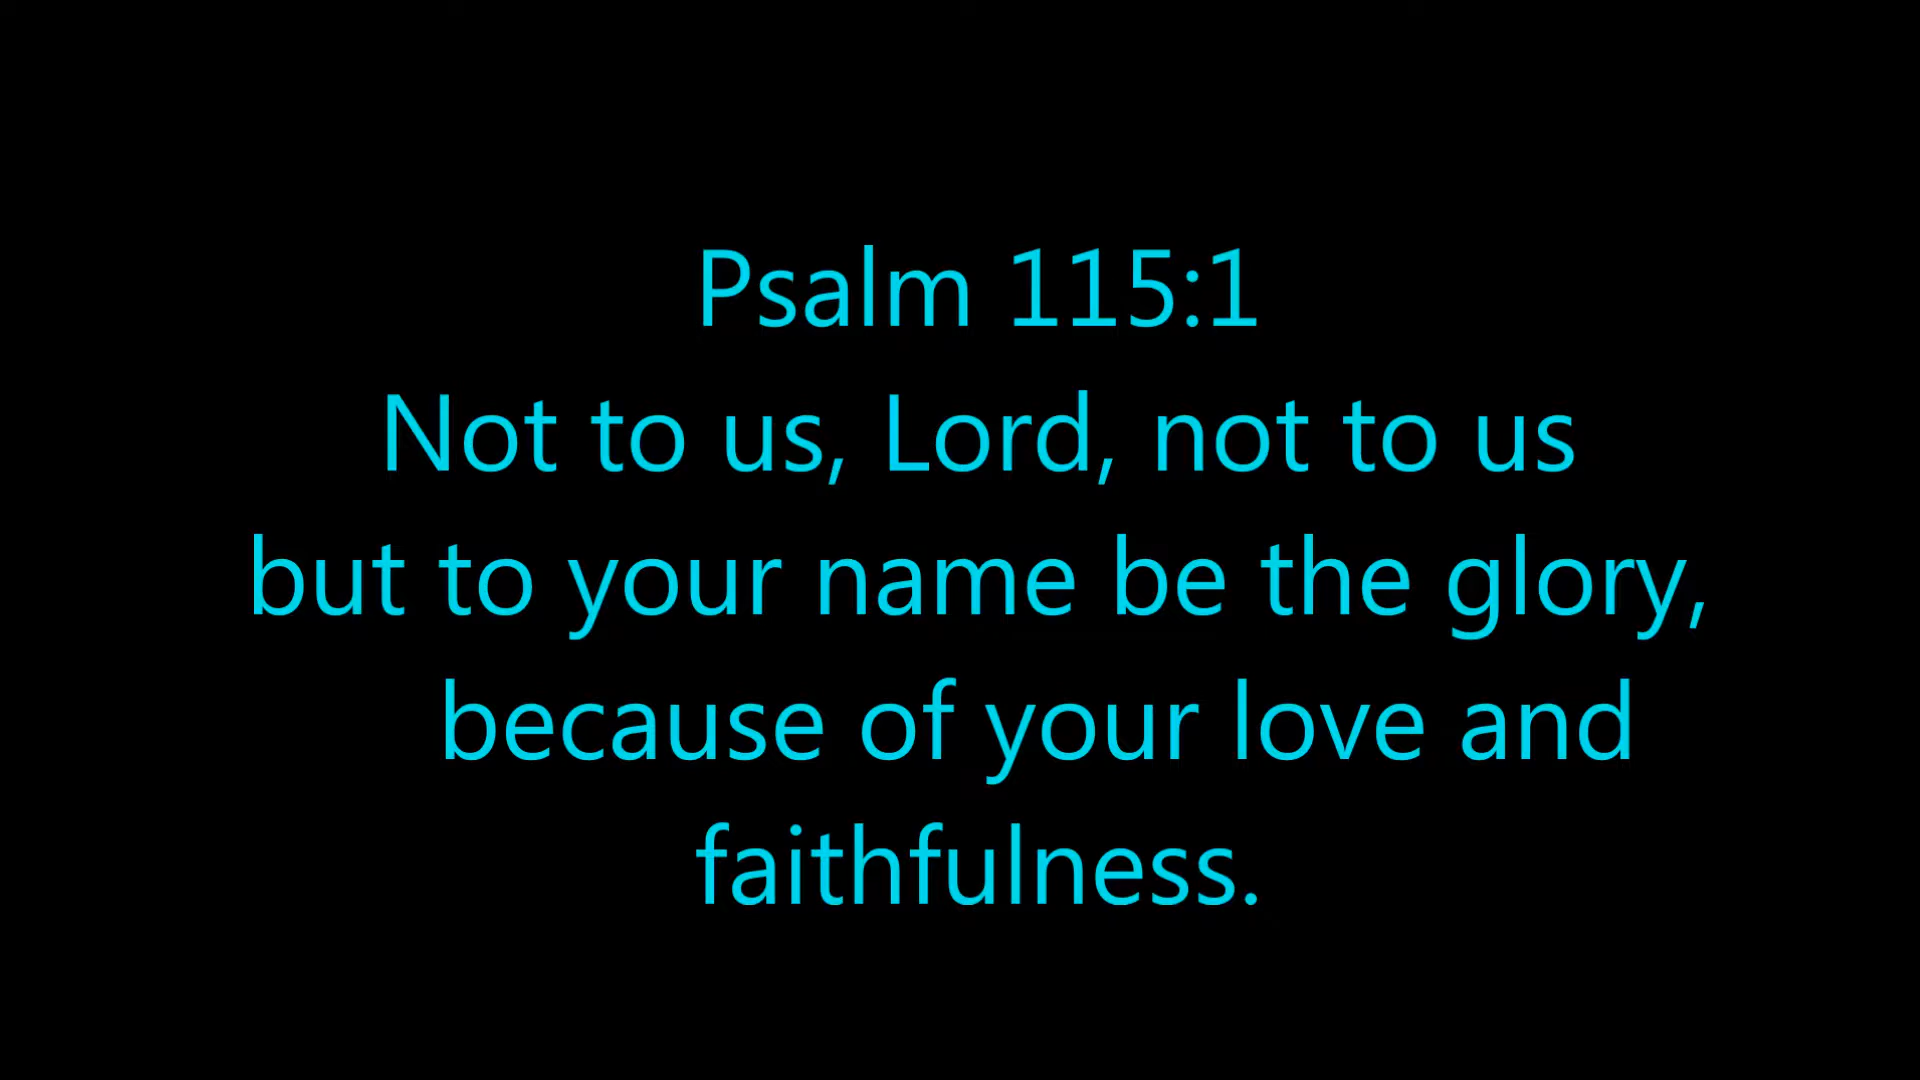 Psalm 115:1
Not to us, Lord, not to us
but to your name be the glory,
because of your love and
faithfulness.